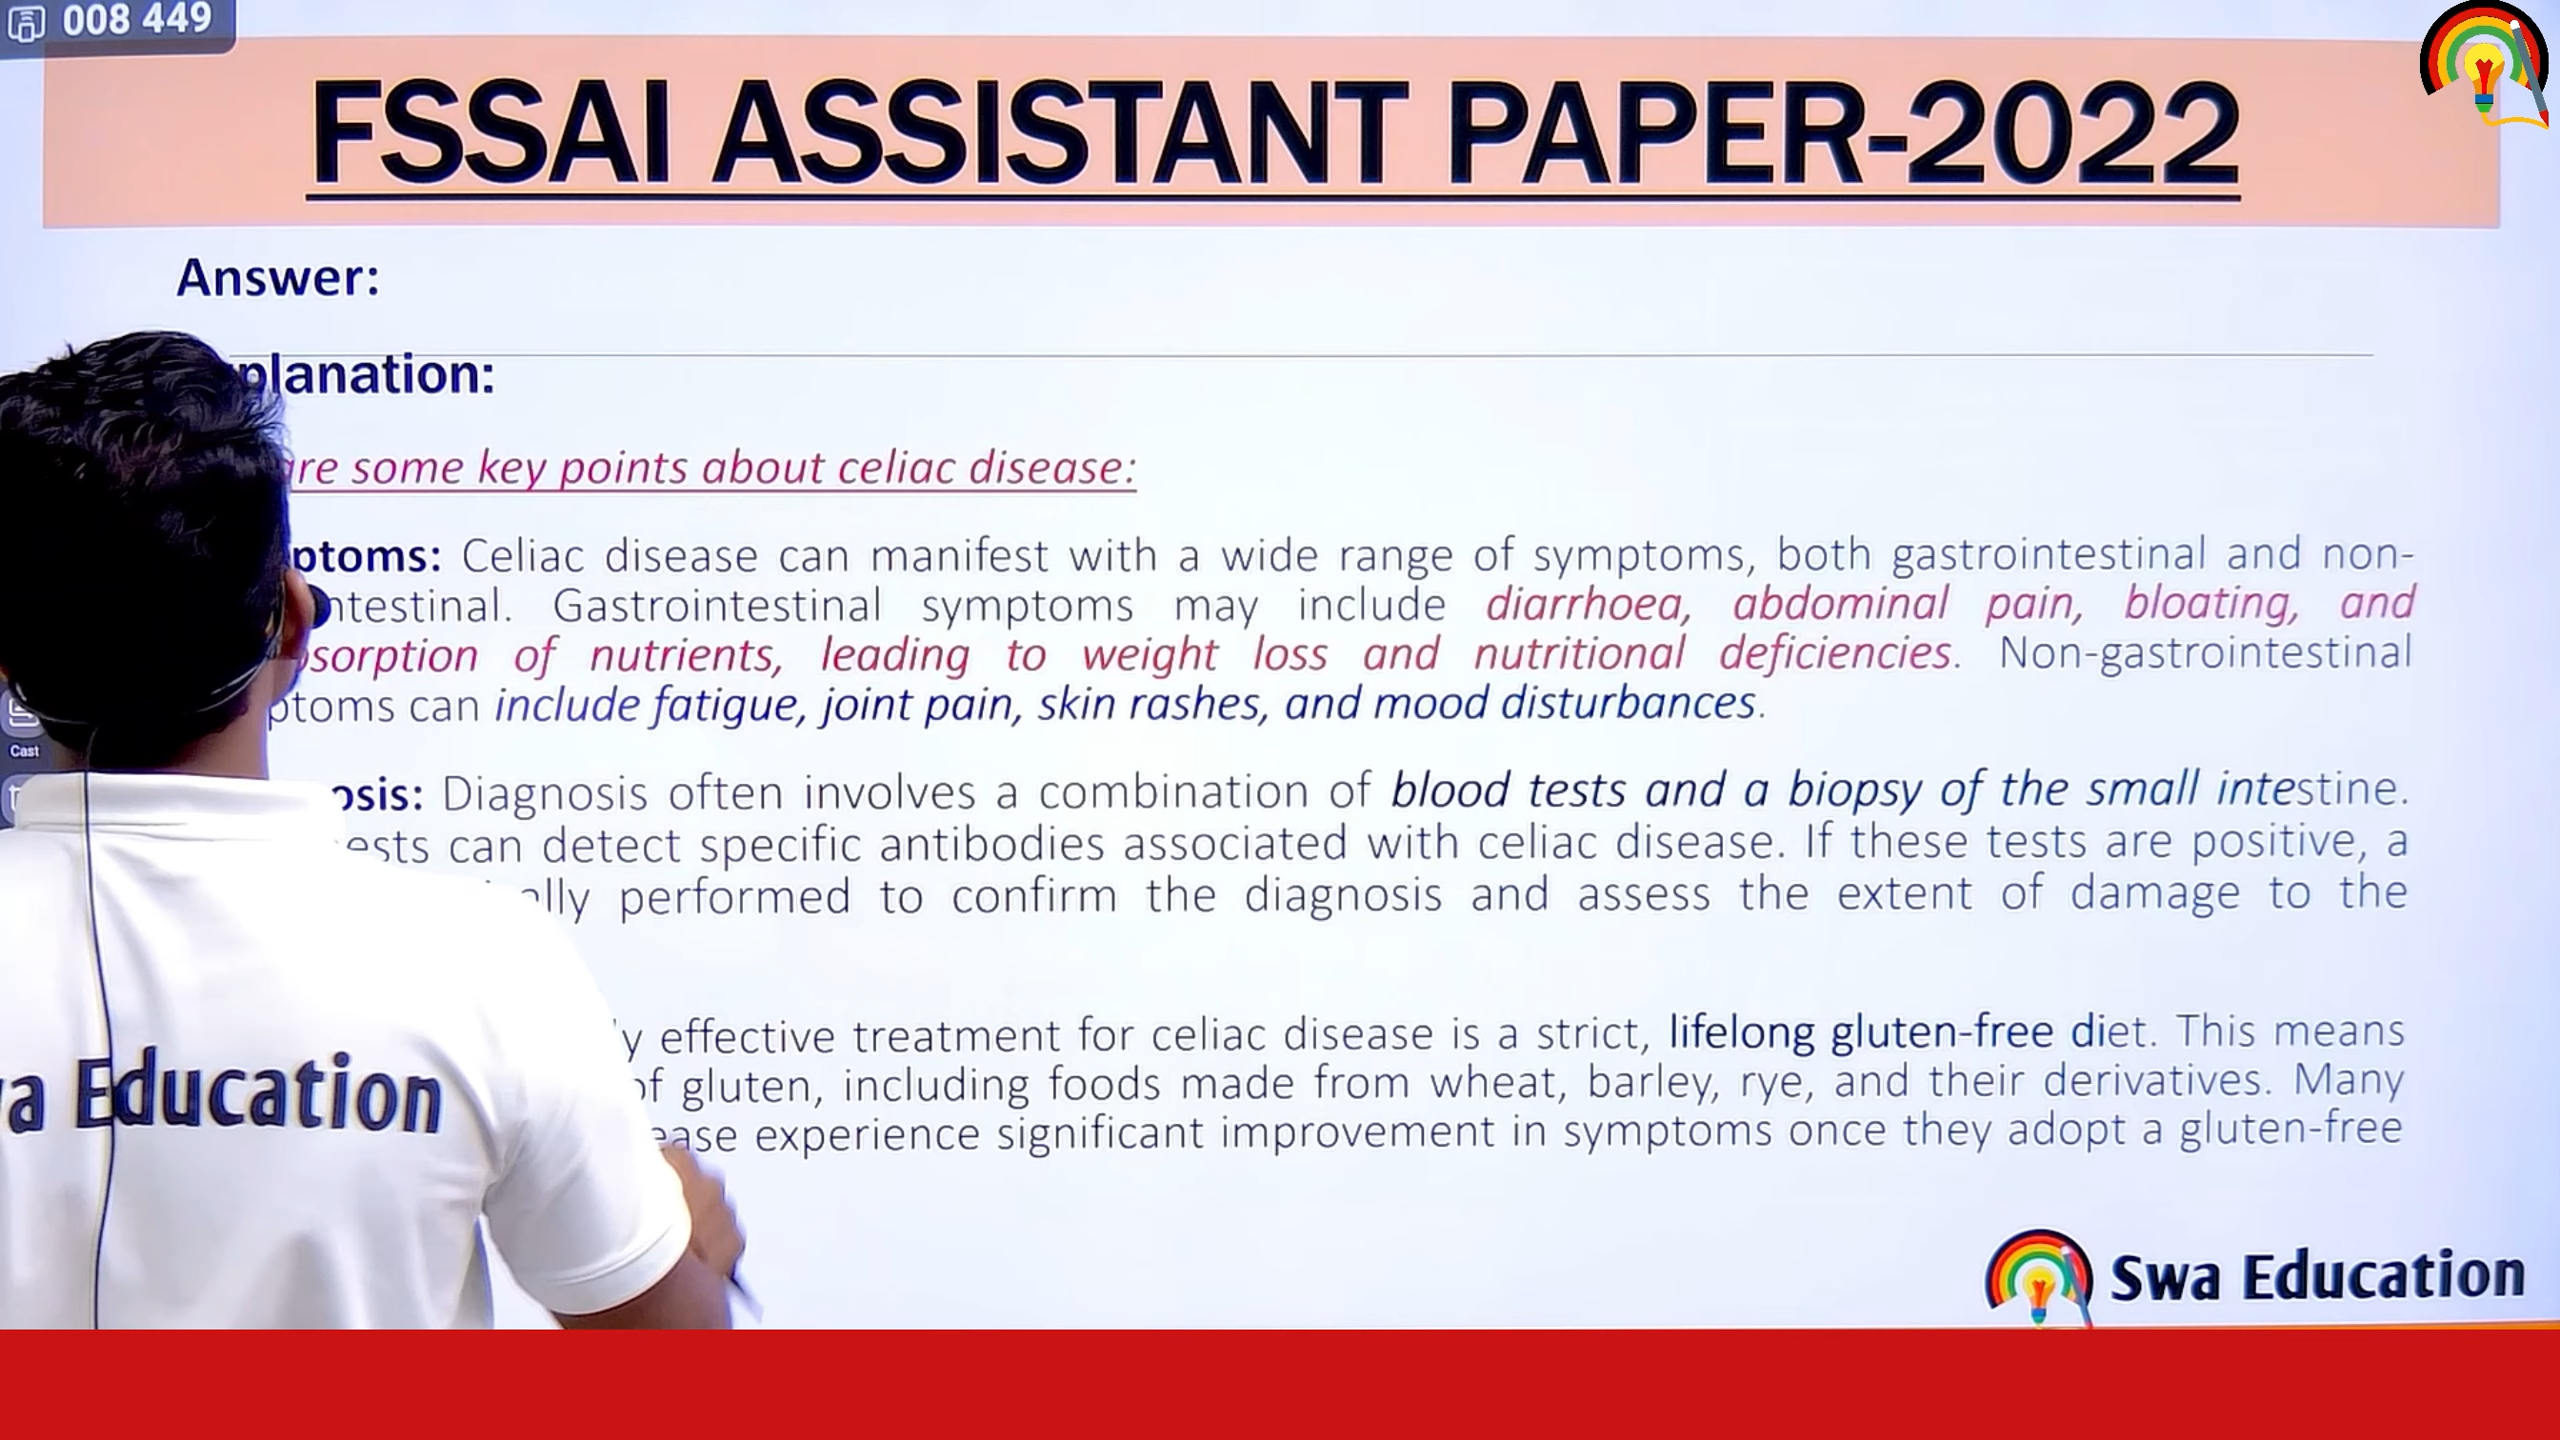 008 449
FSSAI ASSISTANT PAPER-2022
Answer:
planation:
re some key points about celiac disease:
ptoms: Celiac disease can manifest with a wide range of symptoms, both gastrointestinal and non-
ntestinal. Gastrointestinal symptoms may include diarrhoea, abdominal pain, bloating, and
sorption of nutrients, leading to weight loss and nutritional deficiencies. Non-gastrointestinal
ptoms can include fatigue, joint pain, skin rashes, and mood disturbances.
Cast
osis: Diagnosis often involves a combination of blood tests and a biopsy of the small intestine.
ests can detect specific antibodies associated with celiac disease. If these tests are positive, a
ally performed to confirm the diagnosis and assess the extent of damage to the
y effective treatment for celiac disease is a strict, lifelong gluten-free diet. This means
of gluten, including foods made from wheat, barley, rye, and their derivatives. Many
ease experience significant improvement in symptoms once they adopt a gluten-free
a Education
Swa Education